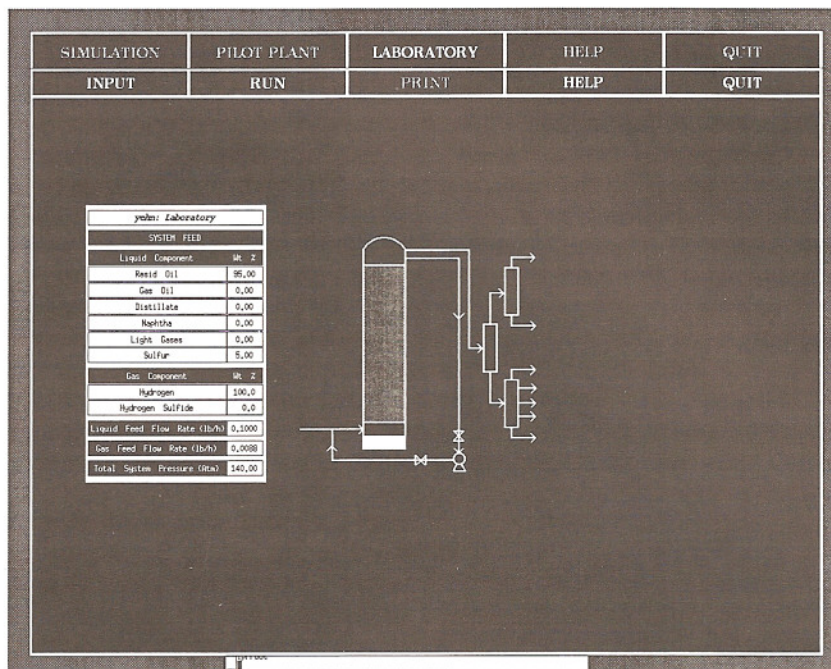 SIMULATION PILOT PLANT LABORATORY HELP QUIT
INPUT RUN PRINT HELP QUIT
yohn: Laboratory
SYSTEM FEED
Liquid Component Wt %
Resid Oil 95.00
Gas Oil 0.00
Distillate 0.00
Naphtha 0.00
Light Gases 0.00
Sulfur 5.00
Gas Component Wt %
Hydrogen 100.0
Hydrogen Sulfide 0.0
Liquid Feed Flow Rate (lb/h) 0.1000
Gas Feed Flow Rate (lb/h) 0.0088
Total System Pressure (Atm) 140.00